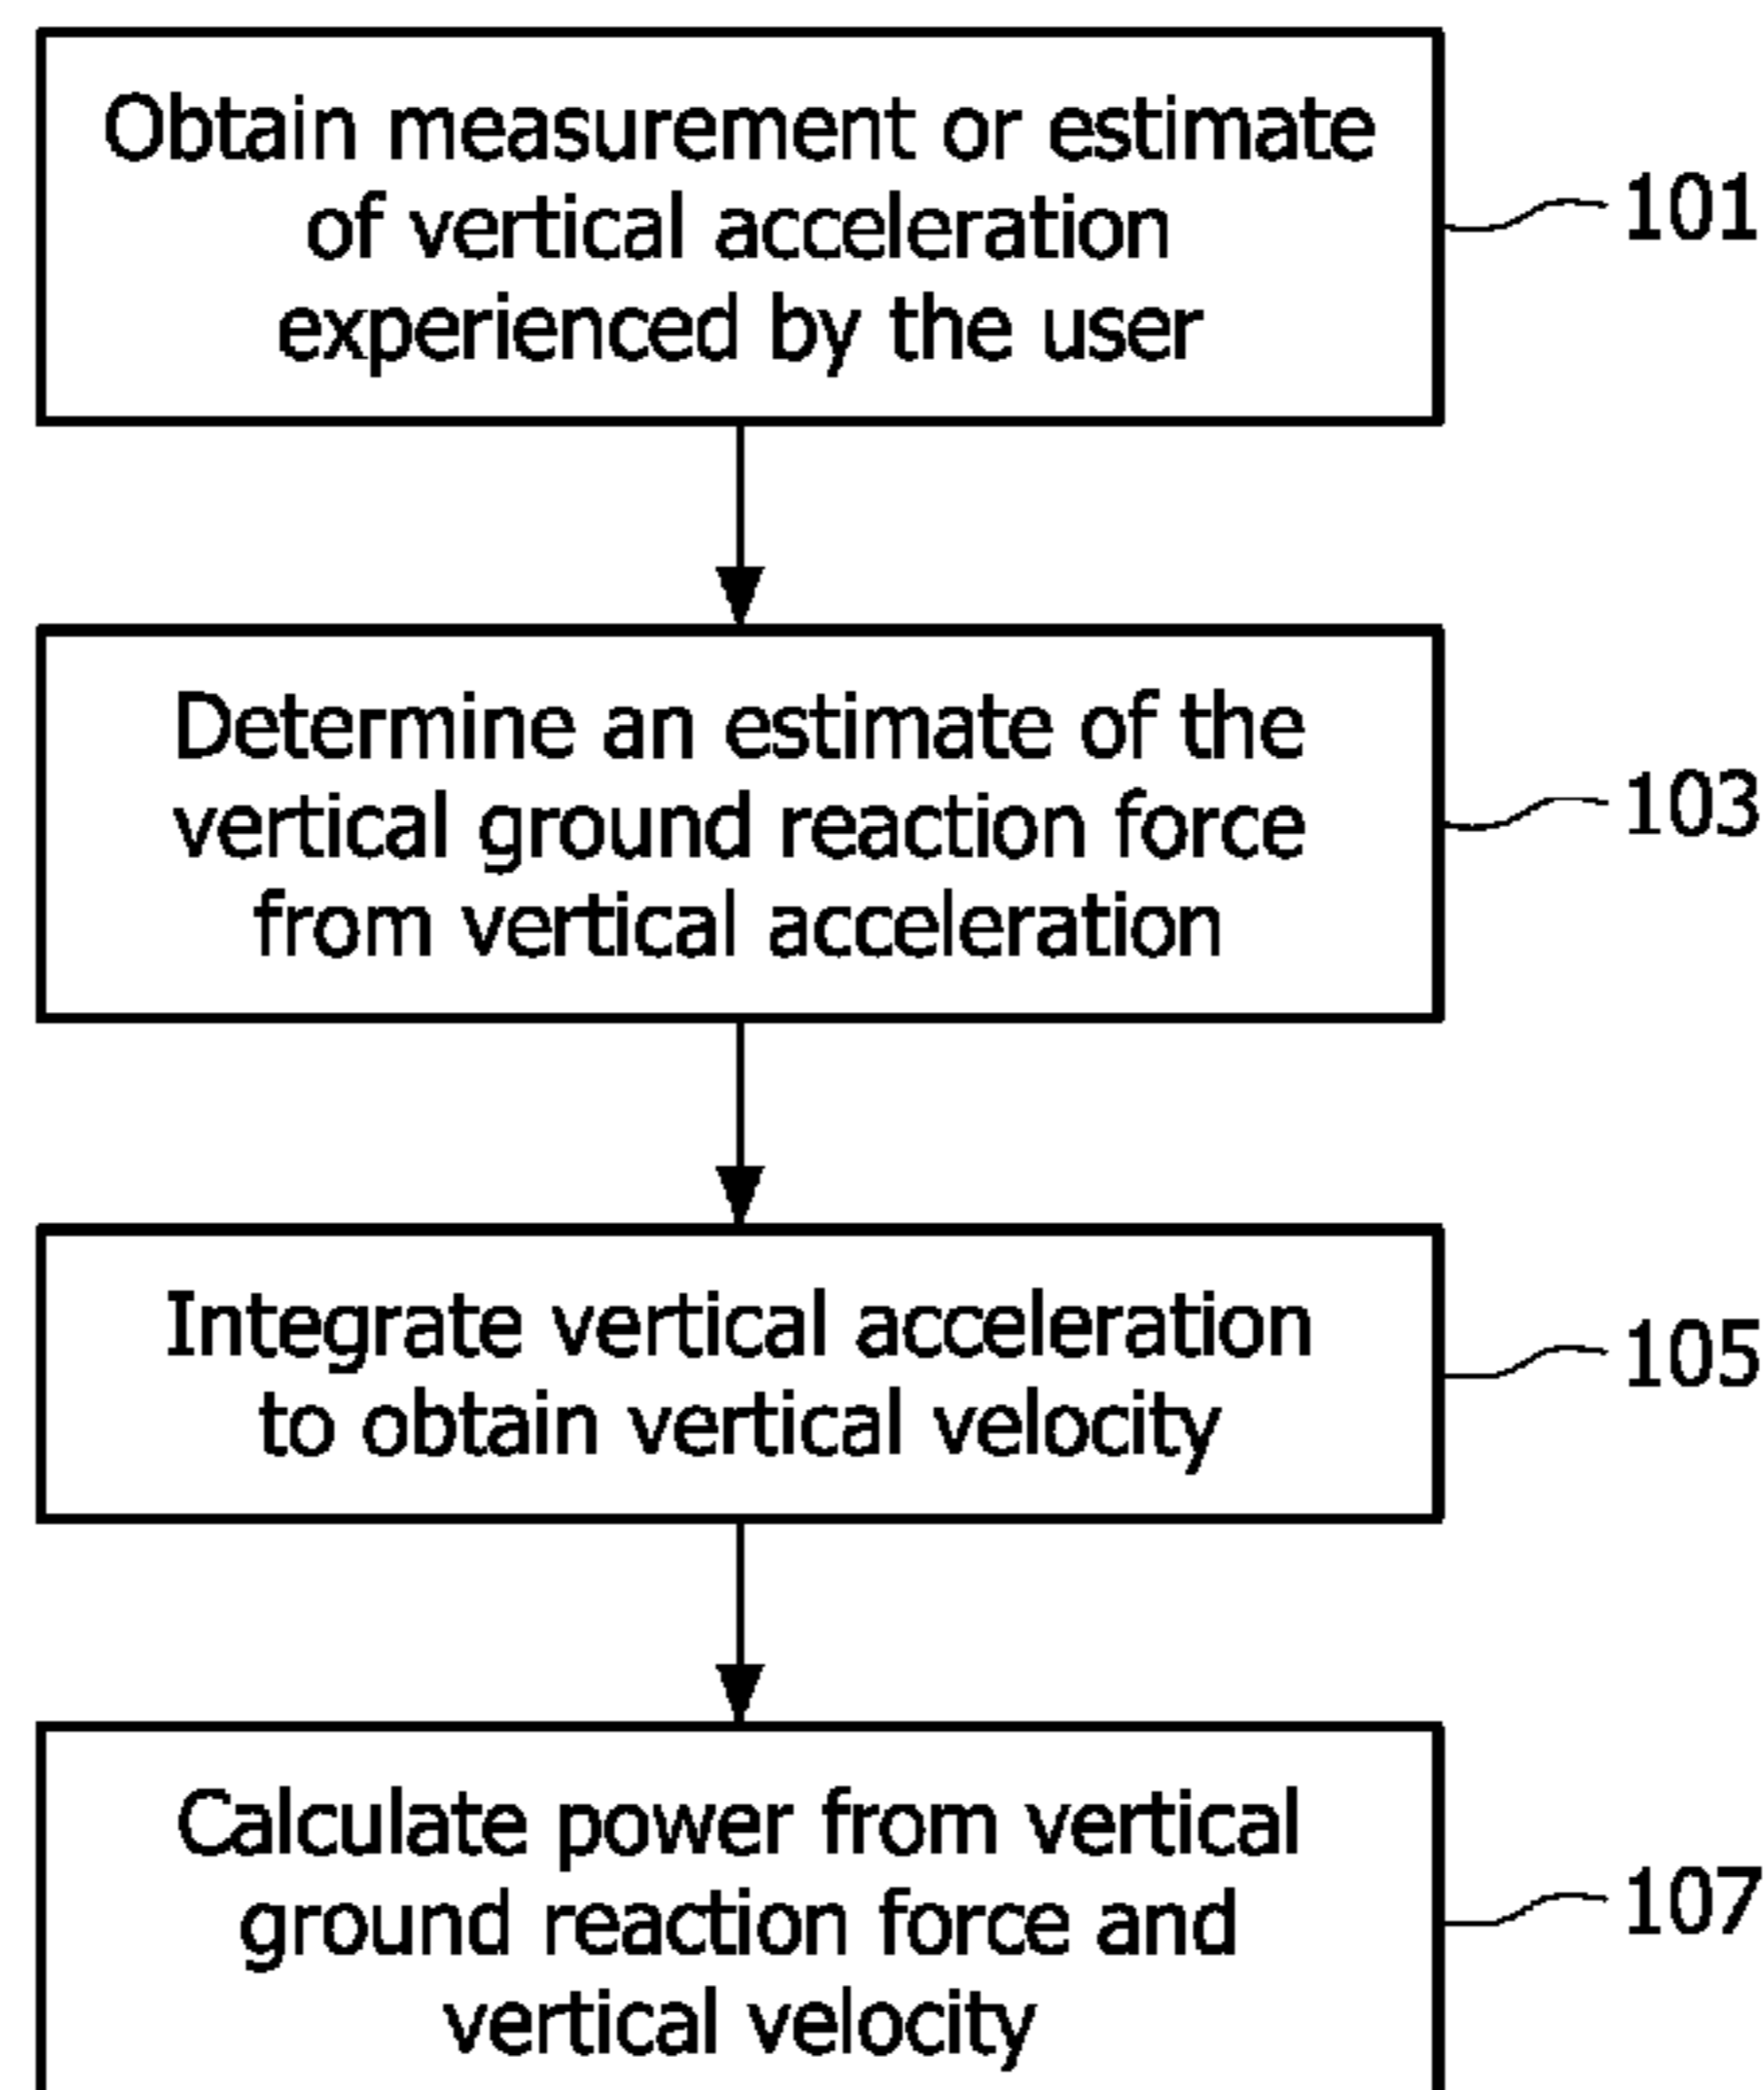 Obtain measurement or estimate
of vertical acceleration
experienced by the user
101
Determine an estimate of the
vertical ground reaction force
from vertical acceleration
103
Integrate vertical acceleration
to obtain vertical velocity
105
Calculate power from vertical
ground reaction force and
vertical velocity
107